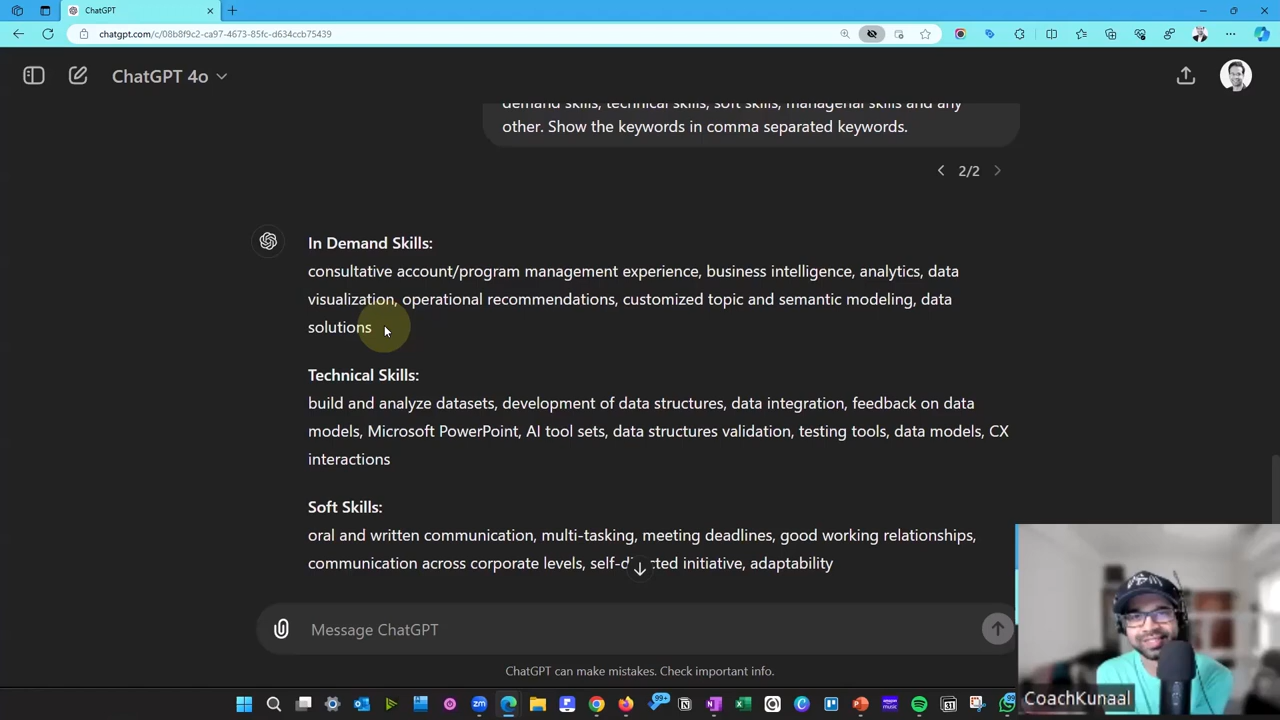 ChatGPT
chatgpt.com/c/08b8f9c2-ca97-4673-85fc-d634ccb75439
ChatGPT 4o
demand skills, technical skills, soft skills, managerial skills and any
other. Show the keywords in comma separated keywords.
2/2
In Demand Skills:
consultative account/program management experience, business intelligence, analytics, data
visualization, operational recommendations, customized topic and semantic modeling, data
solutions
Technical Skills:
build and analyze datasets, development of data structures, data integration, feedback on data
models, Microsoft PowerPoint, AI tool sets, data structures validation, testing tools, data models, CX
interactions
Soft Skills:
oral and written communication, multi-tasking, meeting deadlines, good working relationships,
communication across corporate levels, self-directed initiative, adaptability
Message ChatGPT
ChatGPT can make mistakes. Check important info.
CoachKunaal
99+